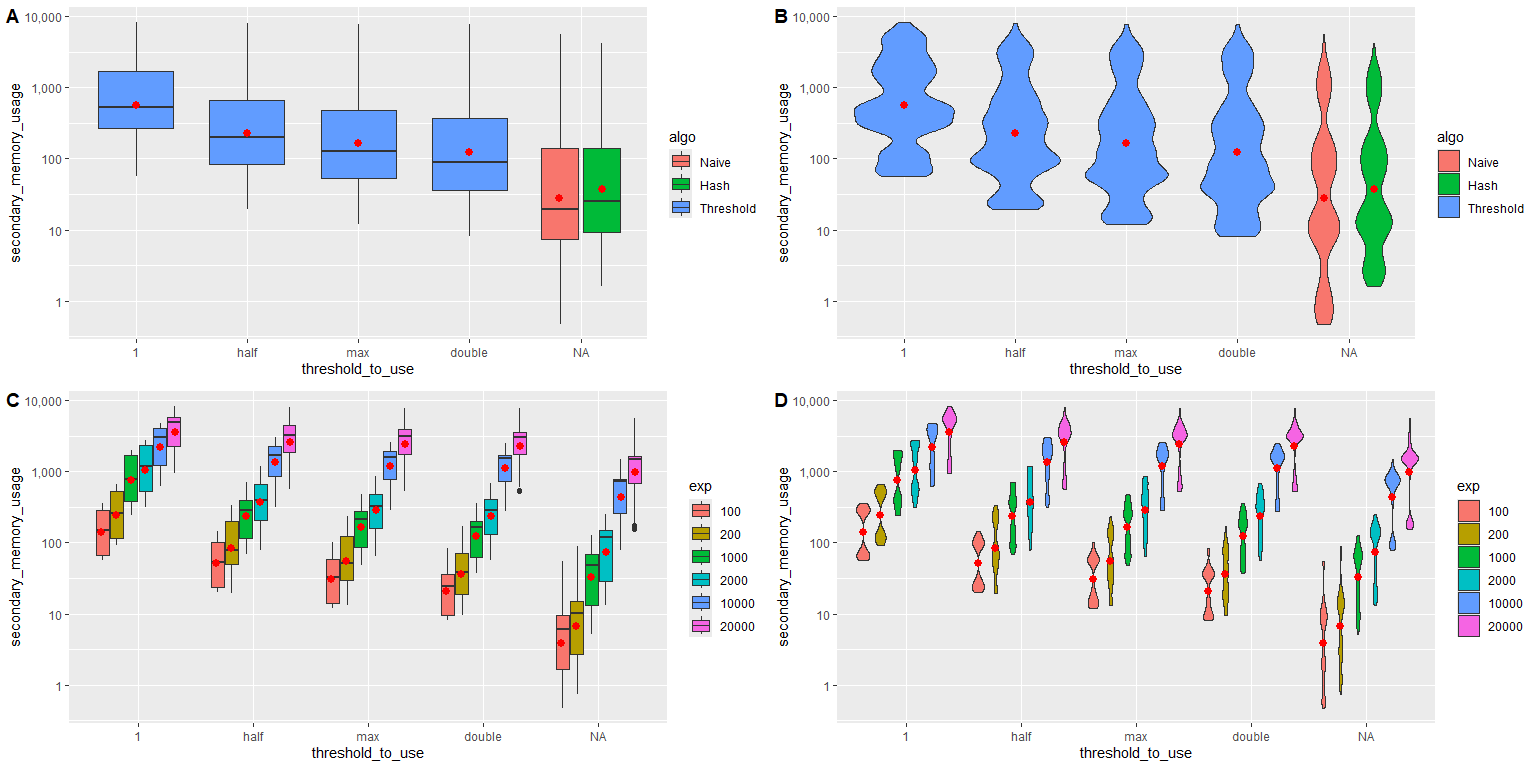 A
10,000
1,000
100
10
1
secondary_memory_usage
1 half max double NA
threshold_to_use
algo
Naive
Hash
Threshold
B
10,000
1,000
100
10
1
secondary_memory_usage
1 half max double NA
threshold_to_use
algo
Naive
Hash
Threshold
C
10,000
1,000
100
10
1
secondary_memory_usage
1 half max double NA
threshold_to_use
exp
100
200
1000
2000
10000
20000
D
10,000
1,000
100
10
1
secondary_memory_usage
1 half max double NA
threshold_to_use
exp
100
200
1000
2000
10000
20000